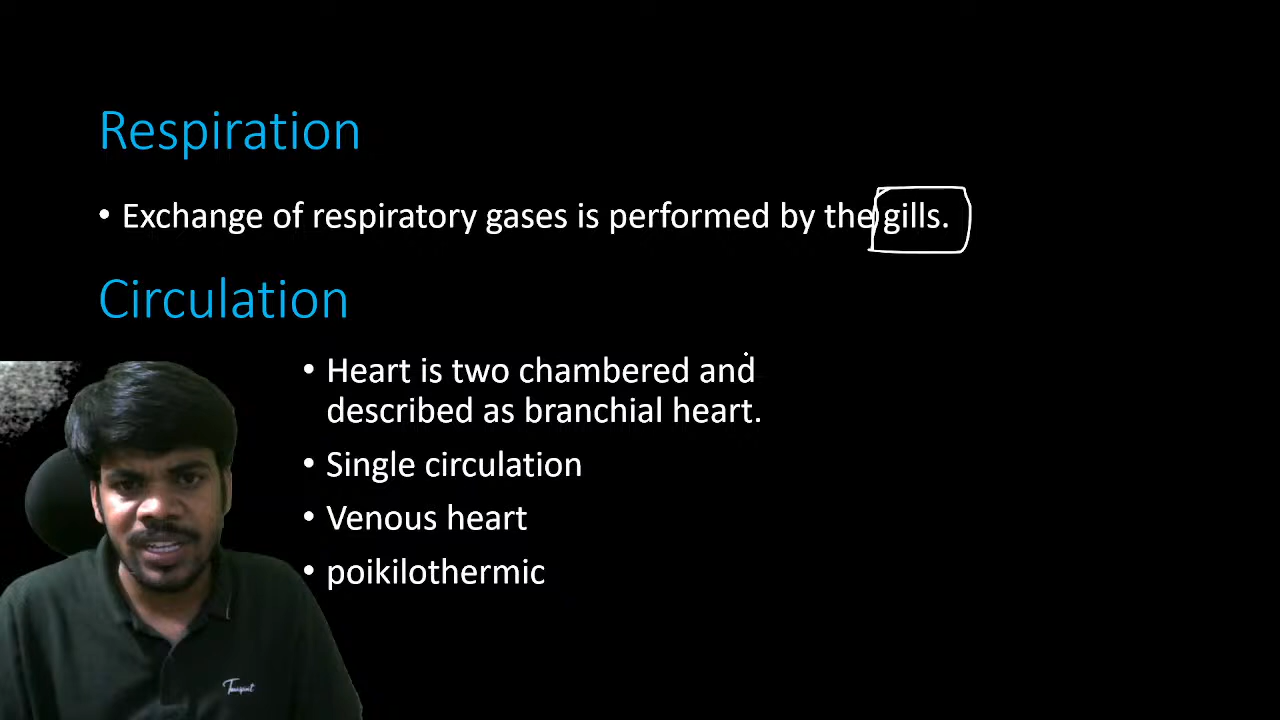 Respiration
• Exchange of respiratory gases is performed by the gills.
Circulation
• Heart is two chambered and
described as branchial heart.
• Single circulation
• Venous heart
• poikilothermic